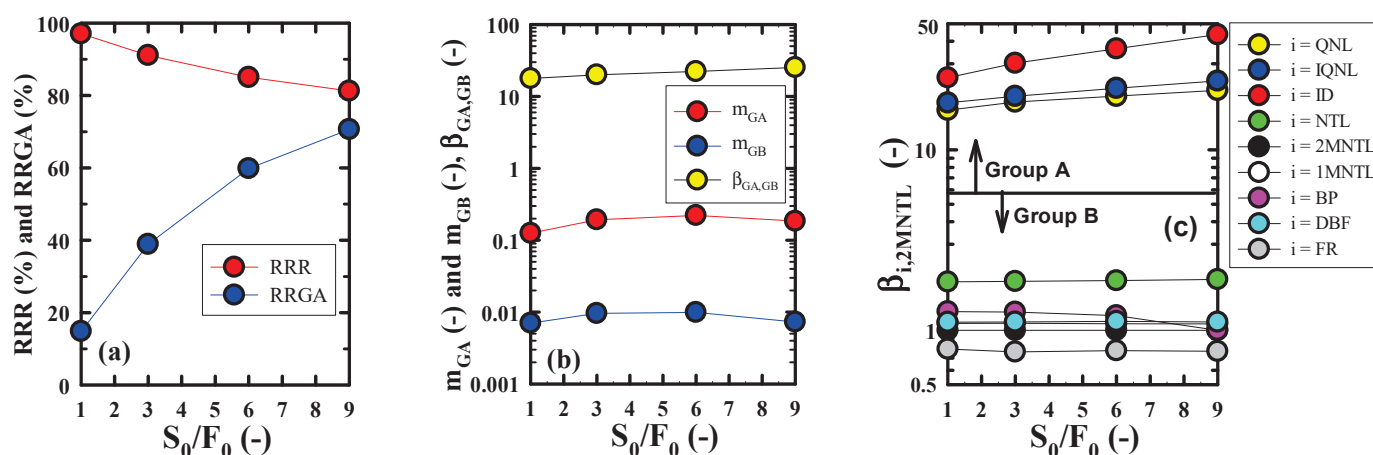 RRR (%) and RRGA (%)
100
80
60
40
20
0
RRR
RRGA
(a)
1 2 3 4 5 6 7 8 9
S0/F0 (-)
mGA (-) and mGB (-), βGA,GB (-)
100
10
1
0.1
0.01
0.001
mGA
mGB
βGA,GB
(b)
1 2 3 4 5 6 7 8 9
S0/F0 (-)
βi,2MNTL (-)
50
10
1
0.5
Group A
Group B
(c)
1 2 3 4 5 6 7 8 9
S0/F0 (-)
i = QNL
i = IQNL
i = ID
i = NTL
i = 2MNTL
i = 1MNTL
i = BP
i = DBF
i = FR